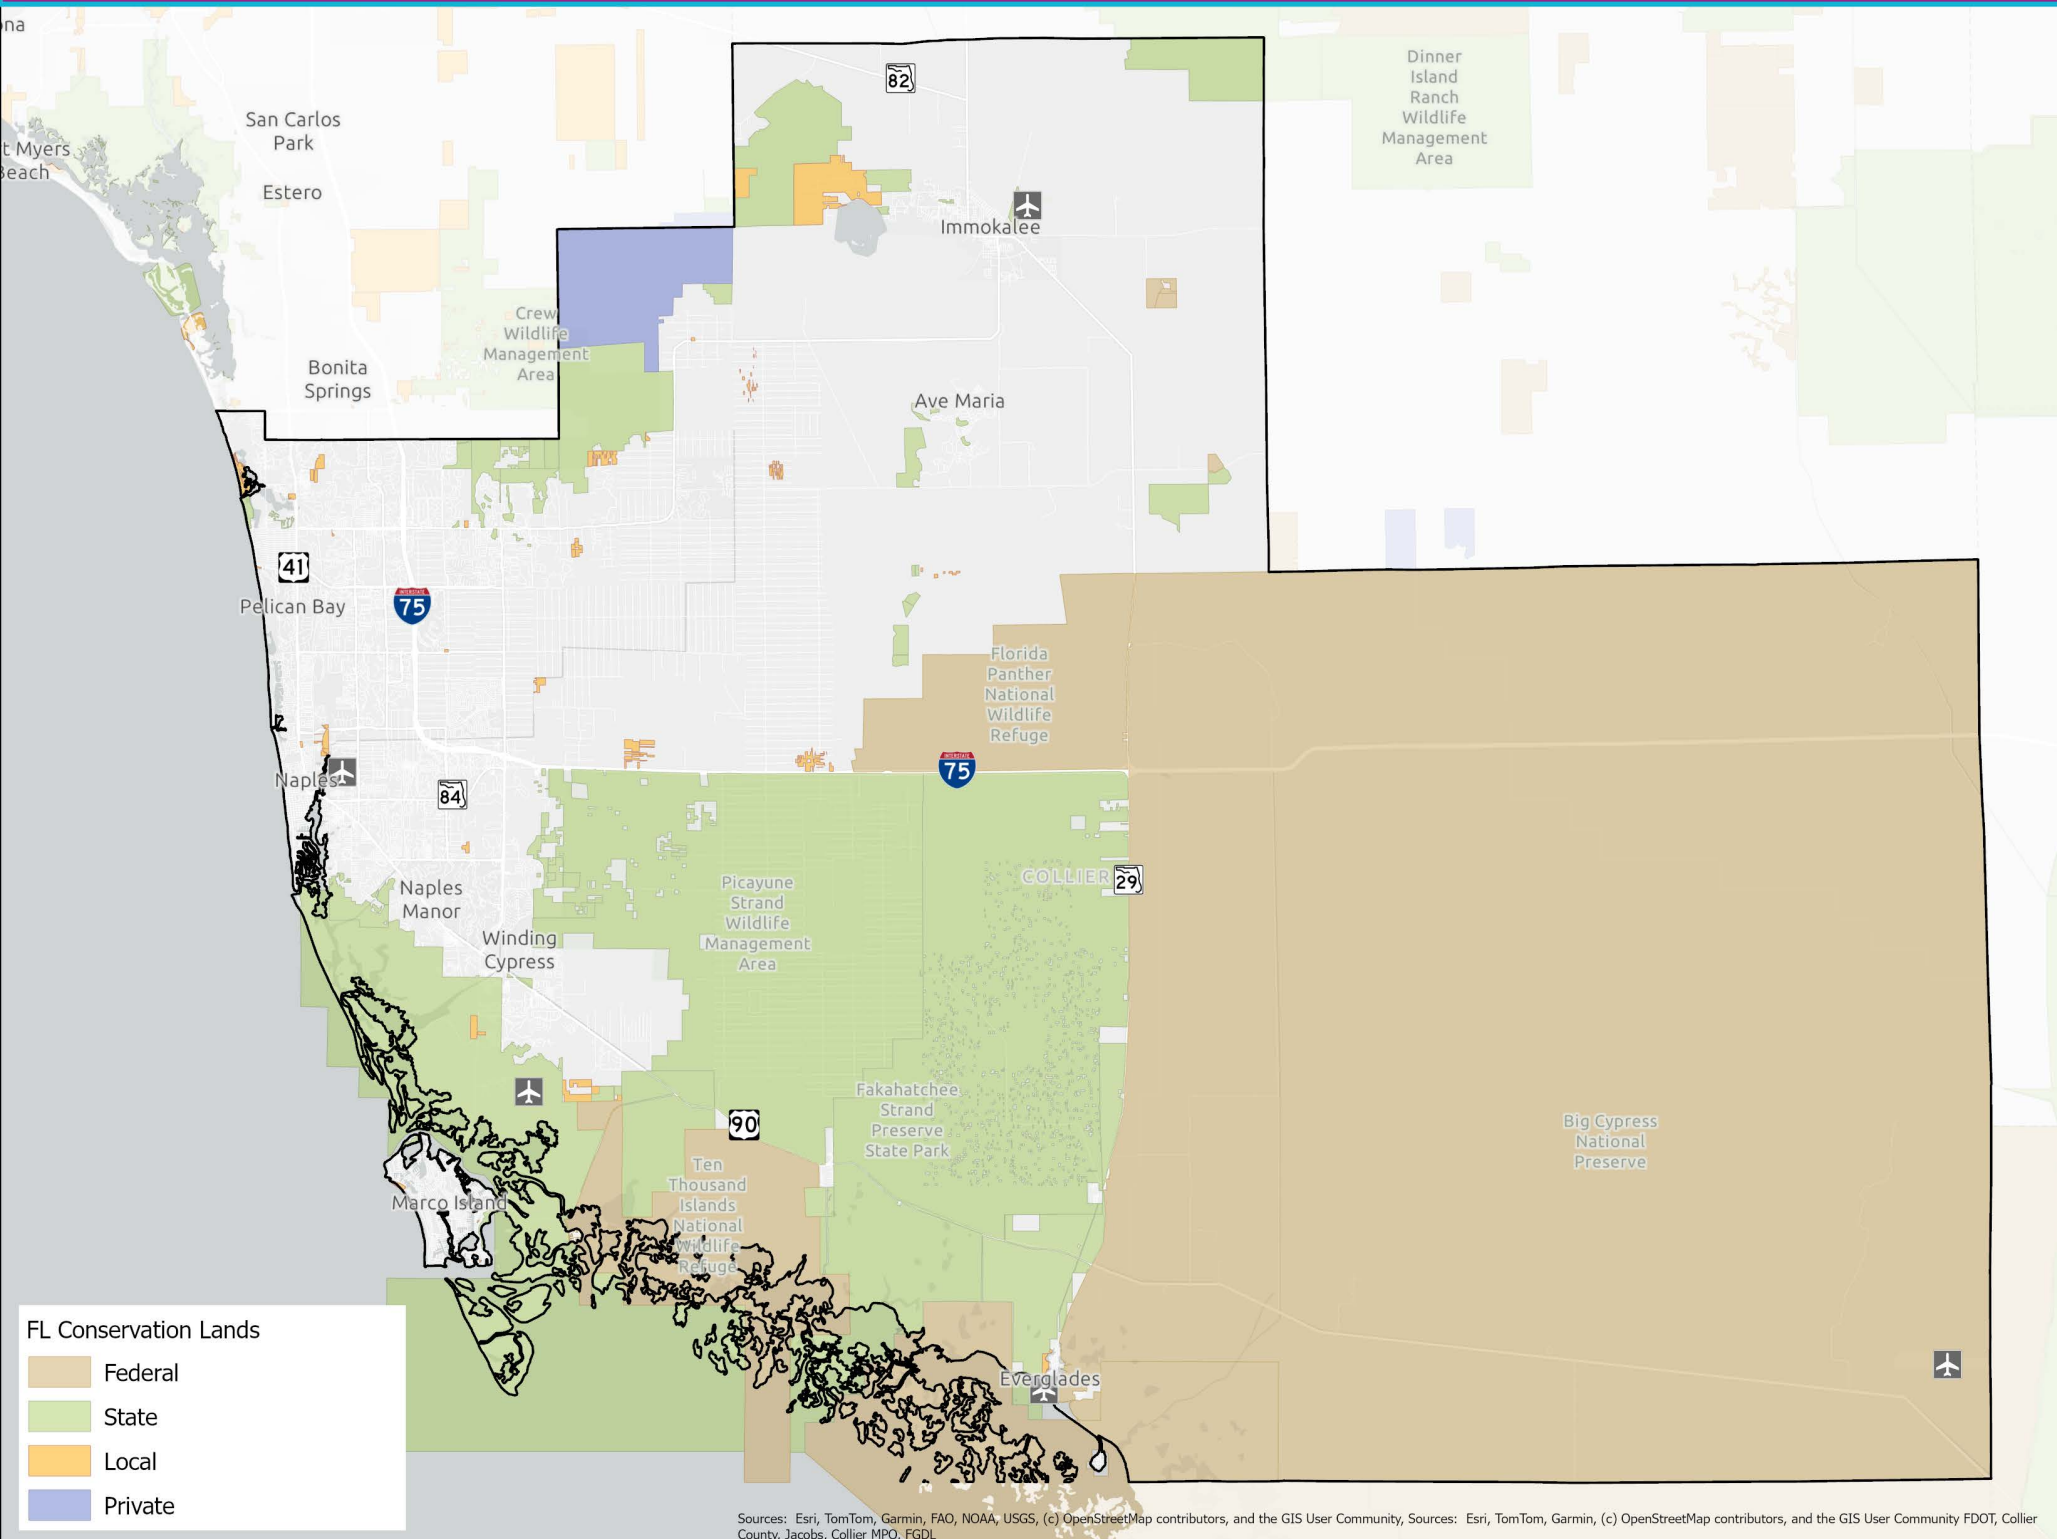 na
82
Dinner
Island
Ranch
Wildlife
Management
Area
San Carlos
Park
t Myers
Beach
Estero
Immokalee
Crew
Wildlife
Management
Area
Bonita
Springs
Ave Maria
41
INTERSTATE
75
Pelican Bay
Florida
Panther
National
Wildlife
Refuge
INTERSTATE
75
Naples
84
COLLIER
29
Naples
Manor
Picayune
Strand
Wildlife
Management
Area
Winding
Cypress
Fakahatchee
Strand
Preserve
State Park
90
Big Cypress
National
Preserve
Ten
Thousand
Islands
National
Wildlife
Refuge
Marco Island
Everglades
FL Conservation Lands
Federal
State
Local
Private
Sources: Esri, TomTom, Garmin, FAO, NOAA, USGS, (c) OpenStreetMap contributors, and the GIS User Community, Sources: Esri, TomTom, Garmin, (c) OpenStreetMap contributors, and the GIS User Community FDOT, Collier
County, Jacobs, Collier MPO, FGDL